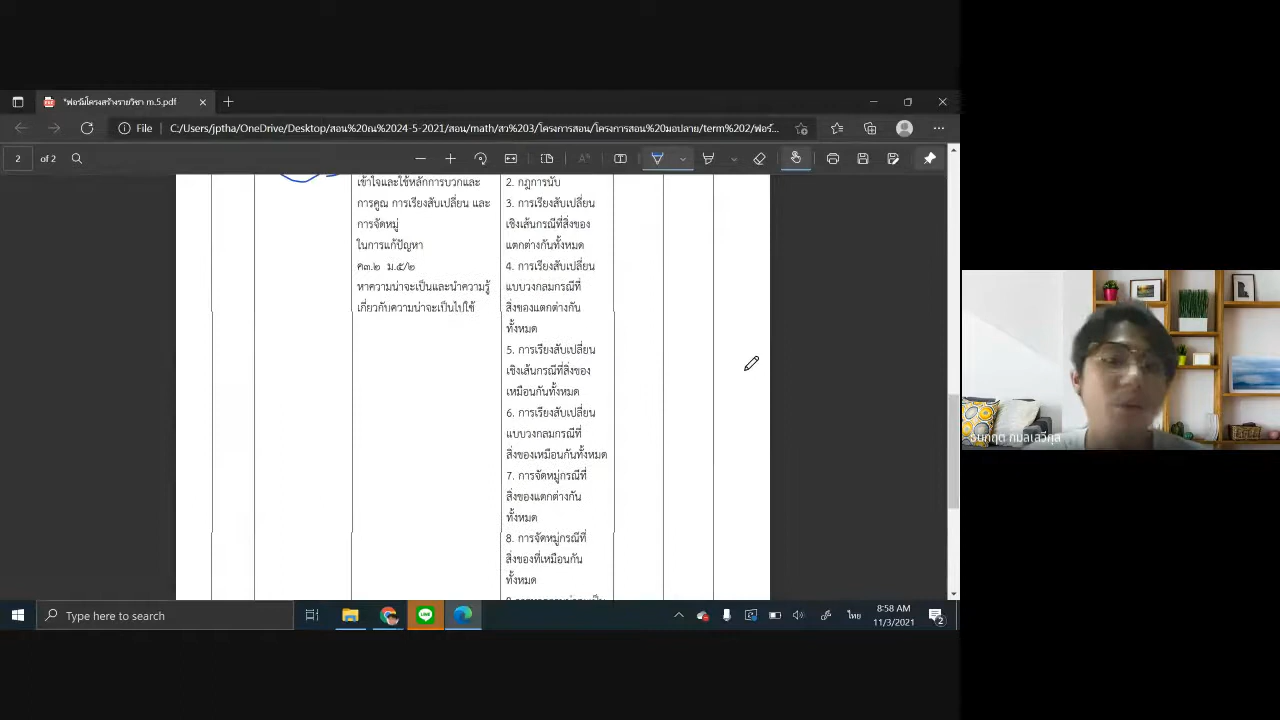 *ฟอร์มโครงสร้างรายวิชา m.5.pdf
File
C:/Users/jptha/OneDrive/Desktop/สอน%20ณ%2024-5-2021/สอน/math/สว%203/โครงการสอน/โครงการสอน%20มอปลาย/term%202/ฟอร์...
2 of 2
เข้าใจและใช้หลักการบวกและ
การคูณ การเรียงสับเปลี่ยน และ
การจัดหมู่
ในการแก้ปัญหา
ค๓.๒ ม.๕/๒
หาความน่าจะเป็นและนำความรู้
เกี่ยวกับความน่าจะเป็นไปใช้
2. กฎการนับ
3. การเรียงสับเปลี่ยน
เชิงเส้นกรณีที่สิ่งของ
แตกต่างกันทั้งหมด
4. การเรียงสับเปลี่ยน
แบบวงกลมกรณีที่
สิ่งของแตกต่างกัน
ทั้งหมด
5. การเรียงสับเปลี่ยน
เชิงเส้นกรณีที่สิ่งของ
เหมือนกันทั้งหมด
6. การเรียงสับเปลี่ยน
แบบวงกลมกรณีที่
สิ่งของเหมือนกันทั้งหมด
7. การจัดหมู่กรณีที่
สิ่งของแตกต่างกัน
ทั้งหมด
8. การจัดหมู่กรณีที่
สิ่งของที่เหมือนกัน
ทั้งหมด
ธนกฤต กมลเสวีกุล
Type here to search
LINE
ไทย
8:58 AM
11/3/2021
2